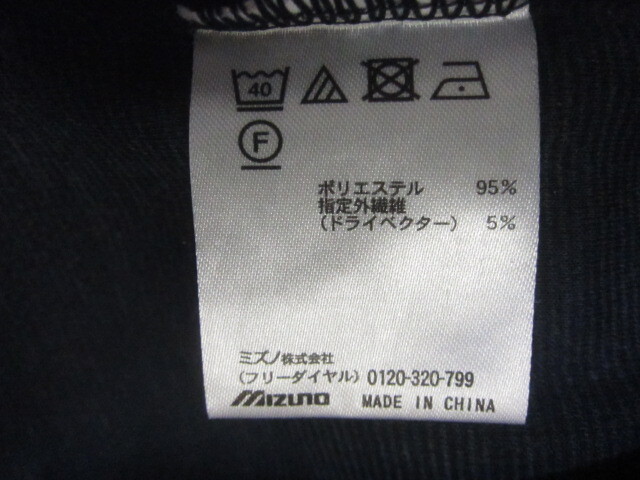 40
F
ポリエステル 95%
指定外繊維
(ドライベクター) 5%
ミズノ株式会社
(フリーダイヤル) 0120-320-799
MIZUNO MADE IN CHINA